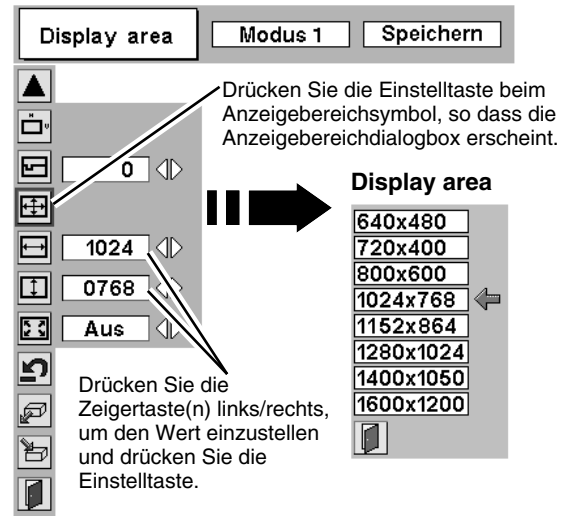 Display area
Modus 1
Speichern
Drücken Sie die Einstelltaste beim
Anzeigebereichsymbol, so dass die
Anzeigebereichdialogbox erscheint.
H
V
0
1024
0768
Aus
Drücken Sie die
Zeigertaste(n) links/rechts,
um den Wert einzustellen
und drücken Sie die
Einstelltaste.
Display area
640x480
720x400
800x600
1024x768
1152x864
1280x1024
1400x1050
1600x1200